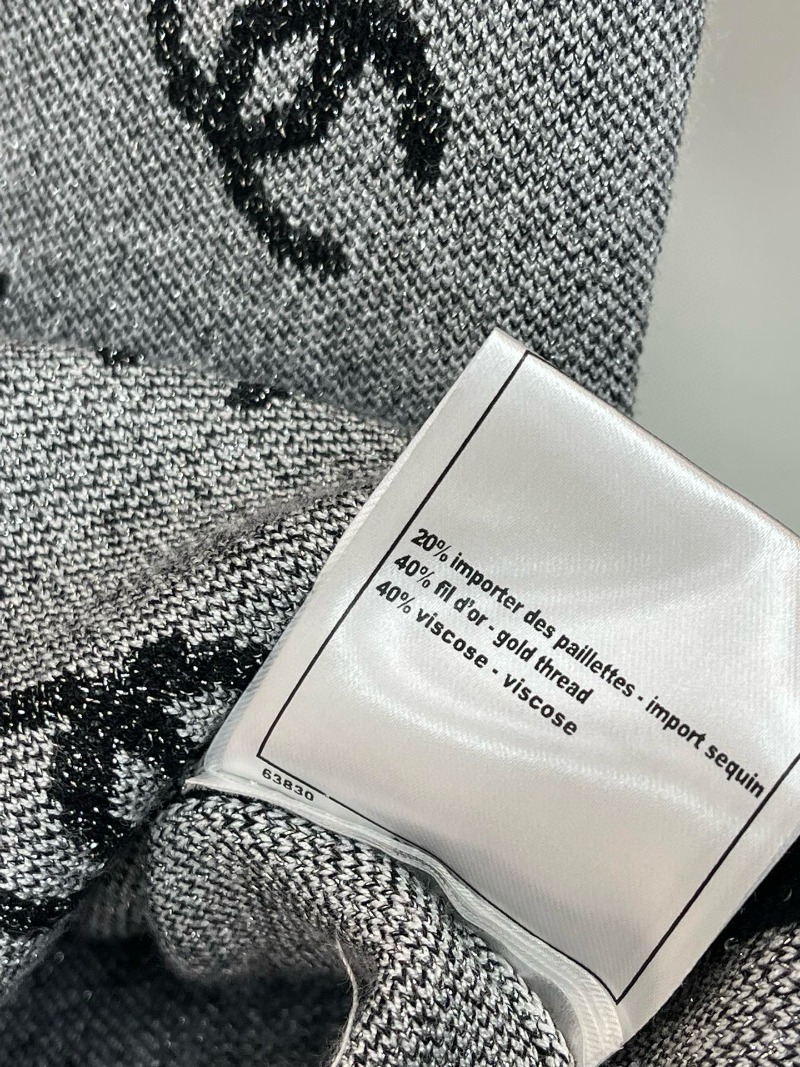 20% importer des paillettes - import sequin
40% fil d'or - gold thread
40% viscose - viscose
63830